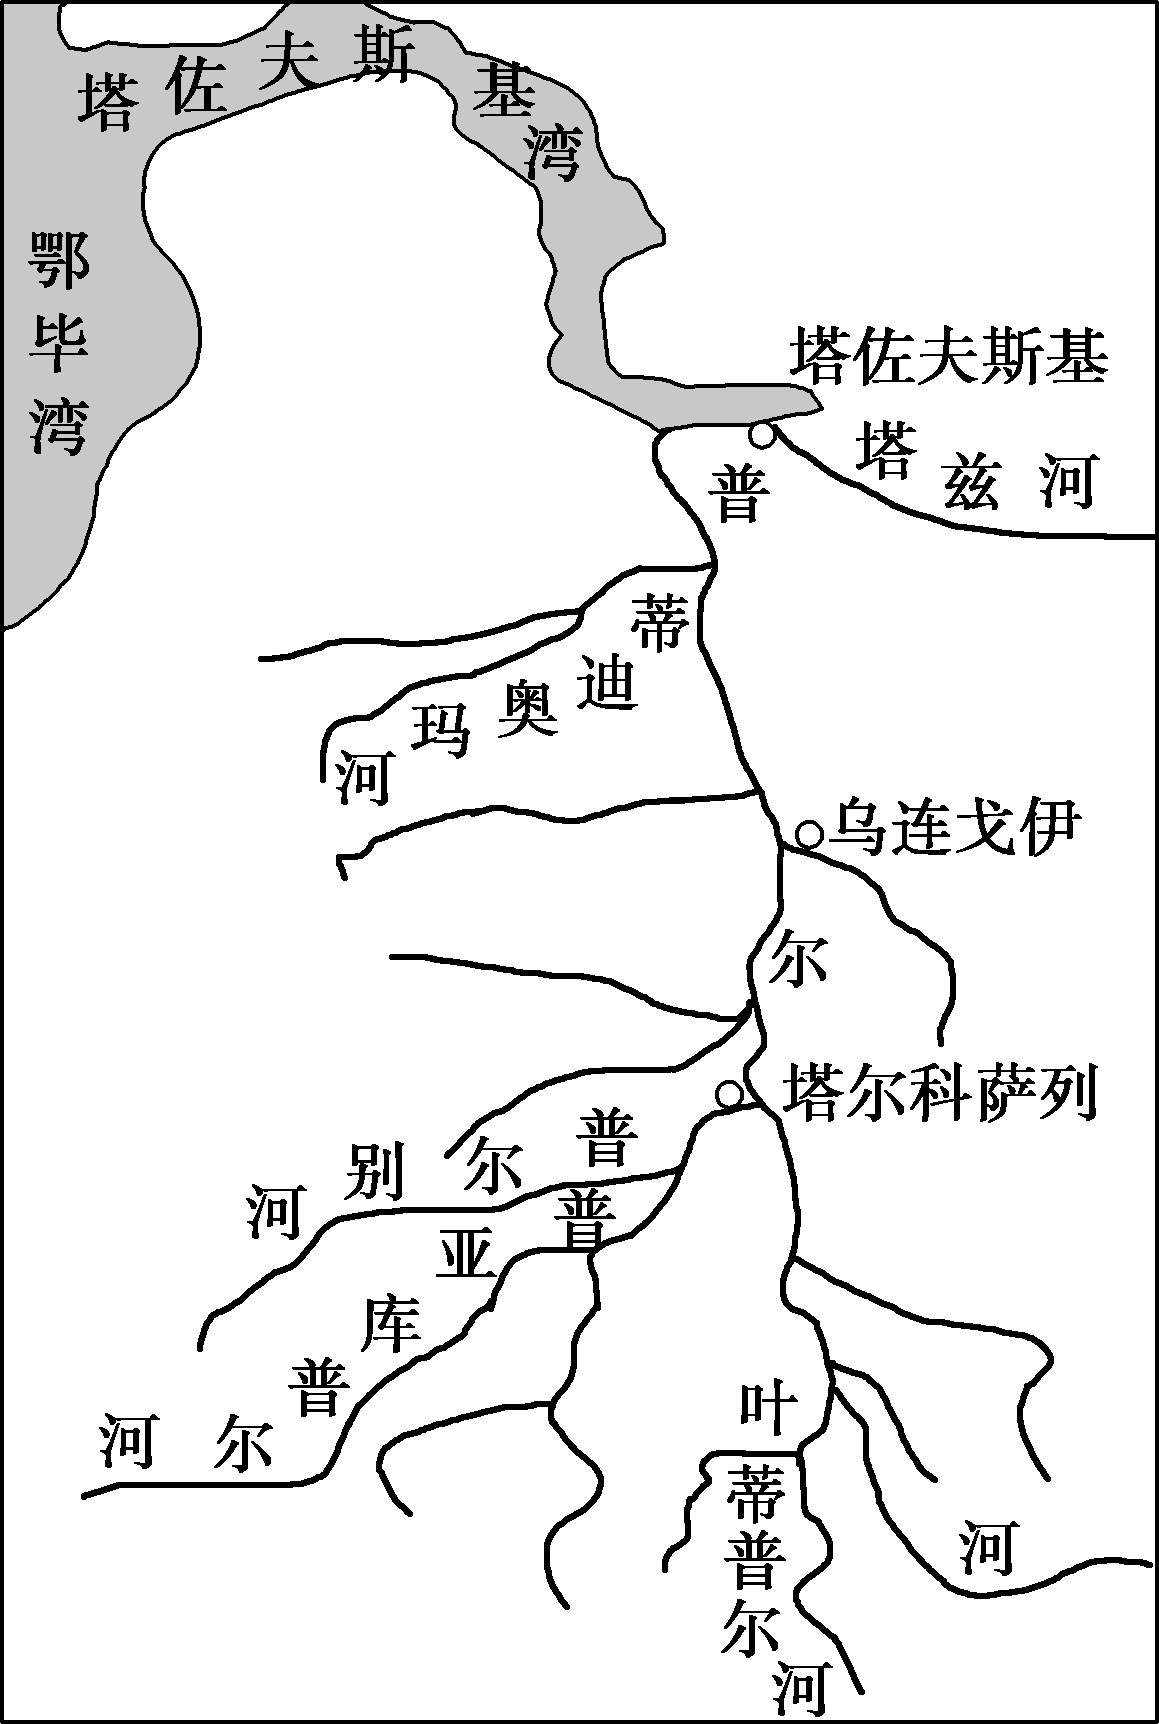 塔佐夫斯基湾
鄂毕湾
塔佐夫斯基
塔兹河
普蒂尔河
迪奥玛河
乌连戈伊
塔尔科萨列
普尔别河
普亚库普尔河
叶蒂普尔河